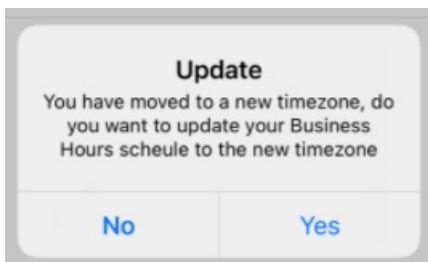 Update
You have moved to a new timezone, do
you want to update your Business
Hours scheule to the new timezone
No
Yes